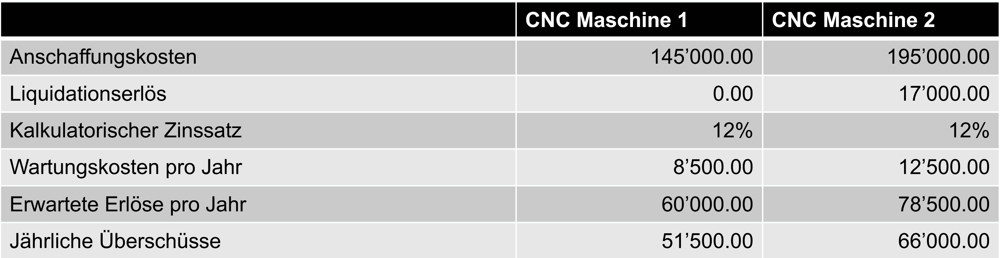 CNC Maschine 1 CNC Maschine 2
Anschaffungskosten 145’000.00 195’000.00
Liquidationserlös 0.00 17’000.00
Kalkulatorischer Zinssatz 12% 12%
Wartungskosten pro Jahr 8’500.00 12’500.00
Erwartete Erlöse pro Jahr 60’000.00 78’500.00
Jährliche Überschüsse 51’500.00 66’000.00